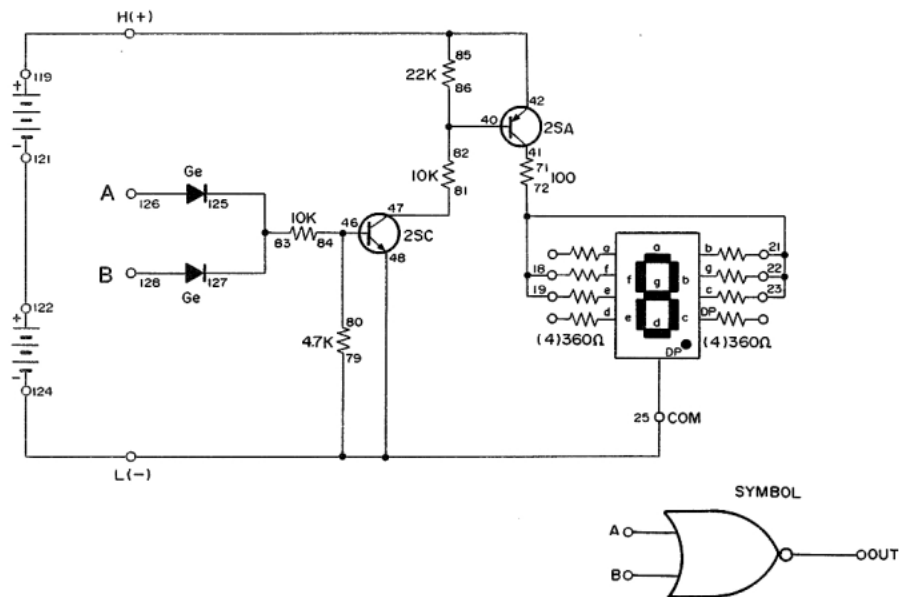 H(+)
+ 119
- 121
22K
85
86
42
40
2SA
41
71
72
100
82
10K
81
A
126
Ge
125
10K
83 84
46
47
2SC
48
B
128
127
Ge
122
+
-
124
80
4.7K
79
a
b
21
18
f
g
22
19
e
c
23
d
DP
a
f
g
b
e
d
c
DP
(4)360Ω
(4)360Ω
25
COM
L(-)
SYMBOL
A
B
OUT